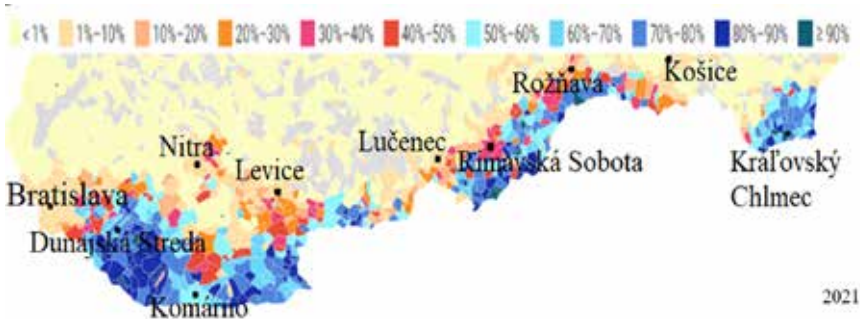 <1% 1%-10% 10%-20% 20%-30% 30%-40% 40%-50% 50%-60% 60%-70% 70%-80% 80%-90% ≥ 90%
Rožňava
Košice
Nitra
Lučenec
Levice
Rimavská Sobota
Kráľovský
Chlmec
Bratislava
Dunajská Streda
Komárno
2021